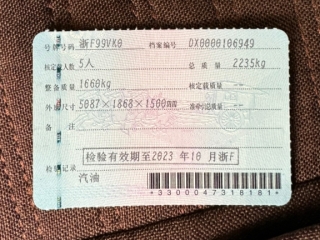 号牌号码 浙F99VK0 档案编号 DX0000106949
核定载人数 5人 总质量 2235kg
整备质量 1660kg 核定载质量 --
外廓尺寸 5087×1868×1500mm 准牵引总质量 --
备注
检验有效期至2023 年10 月浙F
检验记录
汽油
*3300047318181*